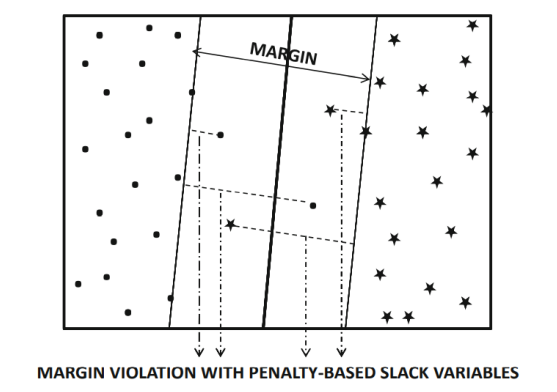 MARGIN
MARGIN VIOLATION WITH PENALTY-BASED SLACK VARIABLES